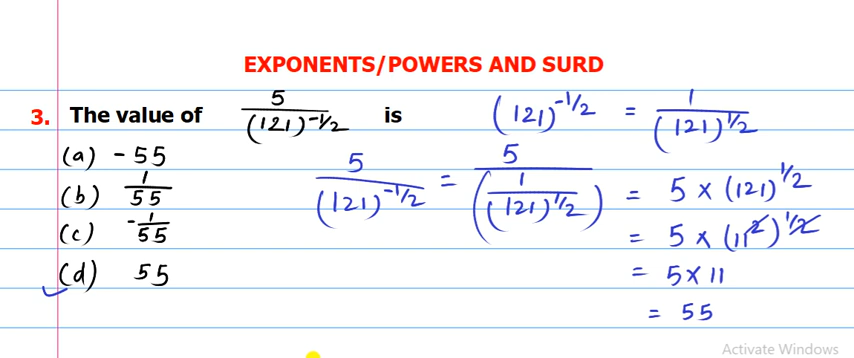 EXPONENTS/POWERS AND SURD
3. The value of 5/(121)^-1/2 is
(a) - 55
(b) 1/55
(c) -1/55
(d) 55
(121)^-1/2 = 1/(121)^1/2
5/(121)^-1/2 = 5/(1/(121)^1/2) = 5 × (121)^1/2
= 5 × (11^2)^1/2
= 5 × 11
= 55
Activate Windows